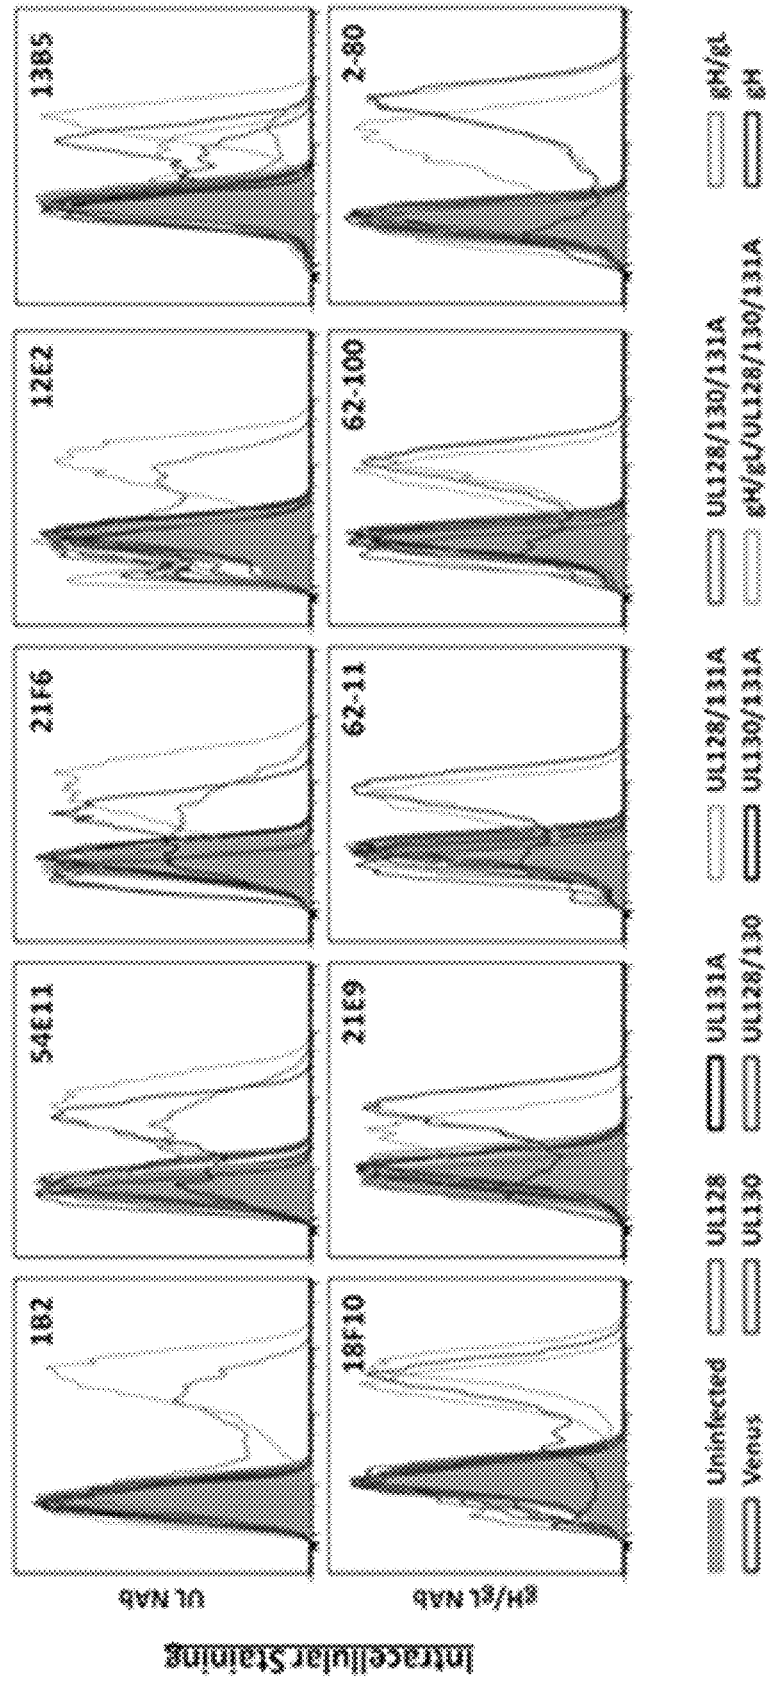 Intracellular Staining
UL NAb
1B2
54E11
21F6
12E2
13B5
gH/gL NAb
18F10
21E9
62-11
62-100
2-80
Uninfected
UL128
UL131A
UL128/131A
UL128/130/131A
gH/gL
Venus
UL130
UL128/130
UL130/131A
gH/gL/UL128/130/131A
gH